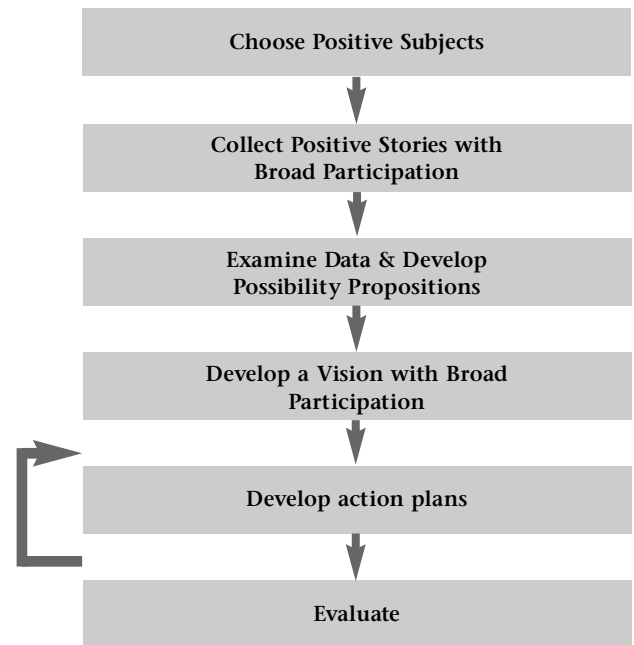 Choose Positive Subjects
Collect Positive Stories with
Broad Participation
Examine Data & Develop
Possibility Propositions
Develop a Vision with Broad
Participation
Develop action plans
Evaluate